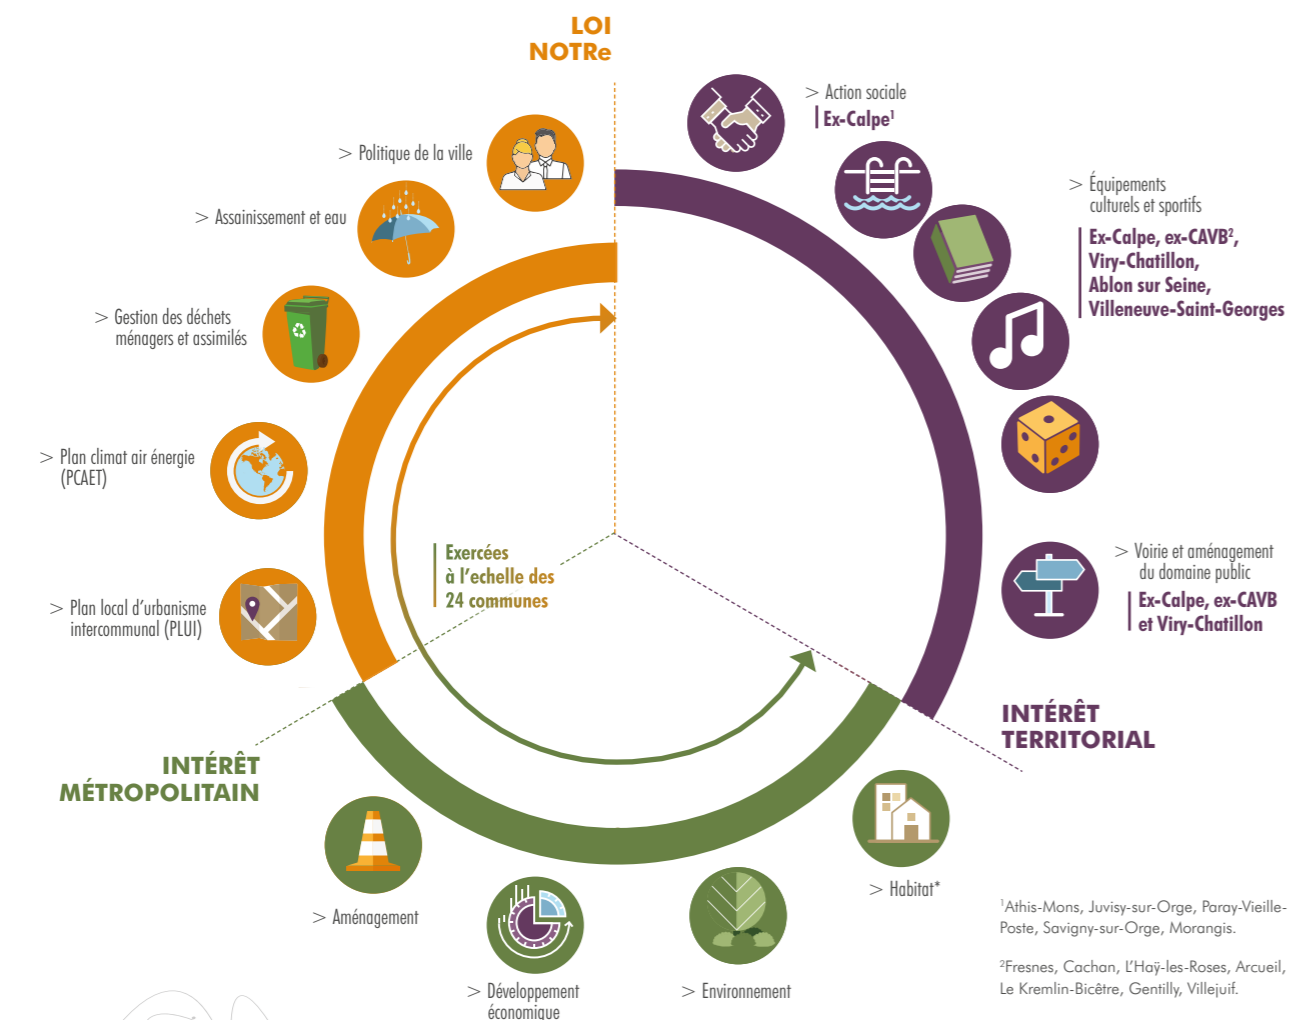 LOI
NOTRe
> Politique de la ville
> Assainissement et eau
> Gestion des déchets
ménagers et assimilés
> Plan climat air énergie
(PCAET)
> Plan local d'urbanisme
intercommunal (PLUI)
> Action sociale
Ex-Calpe¹
> Équipements
culturels et sportifs
Ex-Calpe, ex-CAVB²,
Viry-Chatillon,
Ablon sur Seine,
Villeneuve-Saint-Georges
> Voirie et aménagement
du domaine public
Ex-Calpe, ex-CAVB
et Viry-Chatillon
Exercées
à l'echelle des
24 communes
INTÉRÊT
TERRITORIAL
INTÉRÊT
MÉTROPOLITAIN
> Aménagement
> Développement
économique
> Environnement
> Habitat*
¹Athis-Mons, Juvisy-sur-Orge, Paray-Vieille-
Poste, Savigny-sur-Orge, Morangis.
²Fresnes, Cachan, L'Haÿ-les-Roses, Arcueil,
Le Kremlin-Bicêtre, Gentilly, Villejuif.